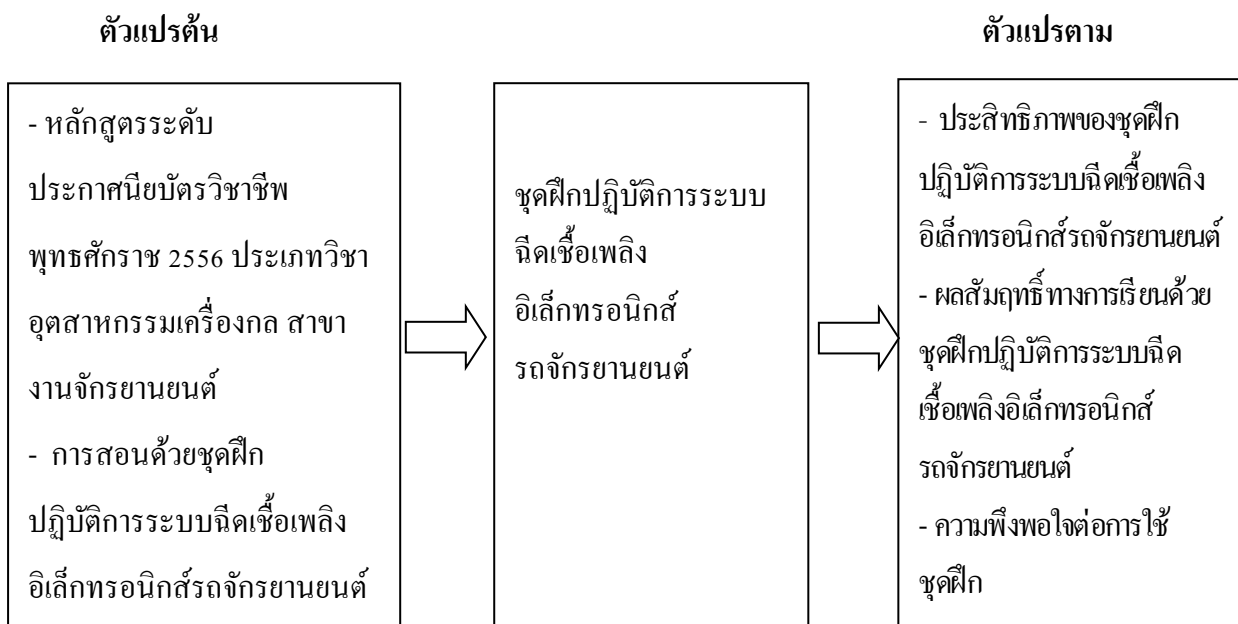 ตัวแปรต้น
ตัวแปรตาม
- หลักสูตรระดับ
ประกาศนียบัตรวิชาชีพ
พุทธศักราช 2556 ประเภทวิชา
อุตสาหกรรมเครื่องกล สาขา
งานจักรยานยนต์
- การสอนด้วยชุดฝึก
ปฏิบัติการระบบฉีดเชื้อเพลิง
อิเล็กทรอนิกส์รถจักรยานยนต์
ชุดฝึกปฏิบัติการระบบ
ฉีดเชื้อเพลิง
อิเล็กทรอนิกส์
รถจักรยานยนต์
- ประสิทธิภาพของชุดฝึก
ปฏิบัติการระบบฉีดเชื้อเพลิง
อิเล็กทรอนิกส์รถจักรยานยนต์
- ผลสัมฤทธิ์ทางการเรียนด้วย
ชุดฝึกปฏิบัติการระบบฉีด
เชื้อเพลิงอิเล็กทรอนิกส์
รถจักรยานยนต์
- ความพึงพอใจต่อการใช้
ชุดฝึก